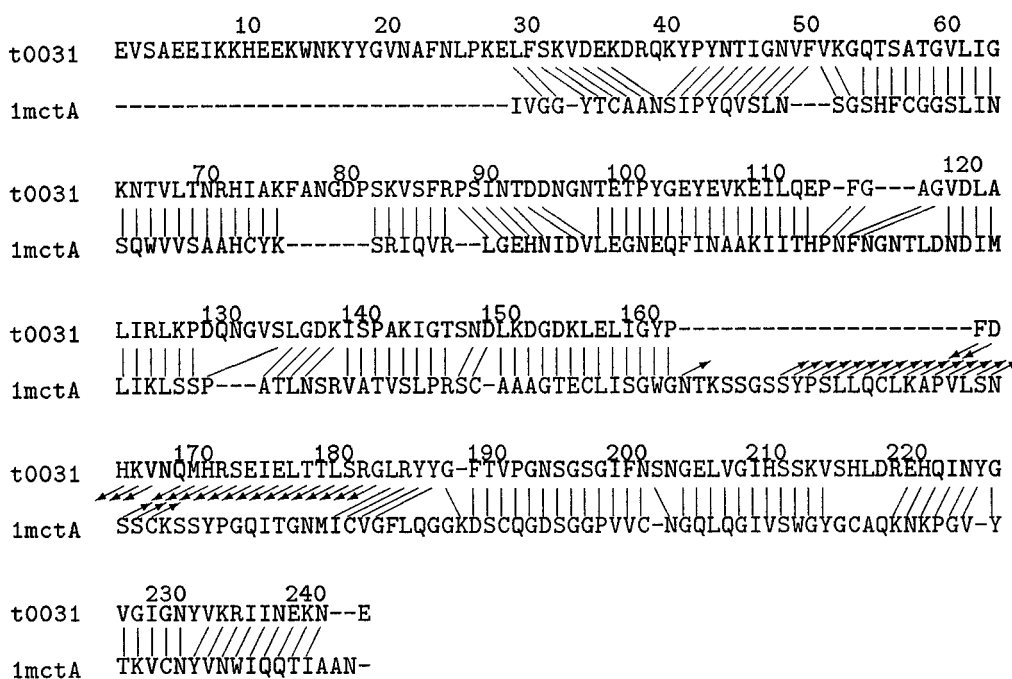 10 20 30 40 50 60
t0031 EVSAEEIKKHEEKWNKYYGVNAFNLPKELFSKVDEKDRQKYPYNTIGNVFVKGQTSATGVLIG
1mctA ----------------------------IVGG-YTCAANSIPYQVSLN---SGSHFCGGSLIN
70 80 90 100 110 120
t0031 KNTVLTNRHIAKFANGDPSKVSFRPSINTDDNGNTETPYGEYEVKEILQEP-FG---AGVDLA
1mctA SQWVVSAAHCYK------SRIQVR--LGEHNIDVLEGNEQFINAAKIITHPNFNGNTLDNDIM
130 140 150 160
t0031 LIRLKPDQNGVSLGDKISPAKIGTSNDLKDGDKLELIGYP---------------------FD
1mctA LIKLSSP---ATLNSRVATVSLPRSC-AAAGTECLISGWGNTKSSGSSYPSLLQCLKAPVLSN
170 180 190 200 210 220
t0031 HKVNQMHRSEIELTTLSRGLRYYG-FTVPGNSGSGIFNSNGELVGIHSSKVSHLDREHQINYG
1mctA SSCKSSYPGQITGNMICVGFLQGGKDSCQGDSGGPVVC-NGQLQGIVSWGYGCAQKNKPGV-Y
230 240
t0031 VGIGNYVKRIINEKN--E
1mctA TKVCNYVNWIQQTIAAN-